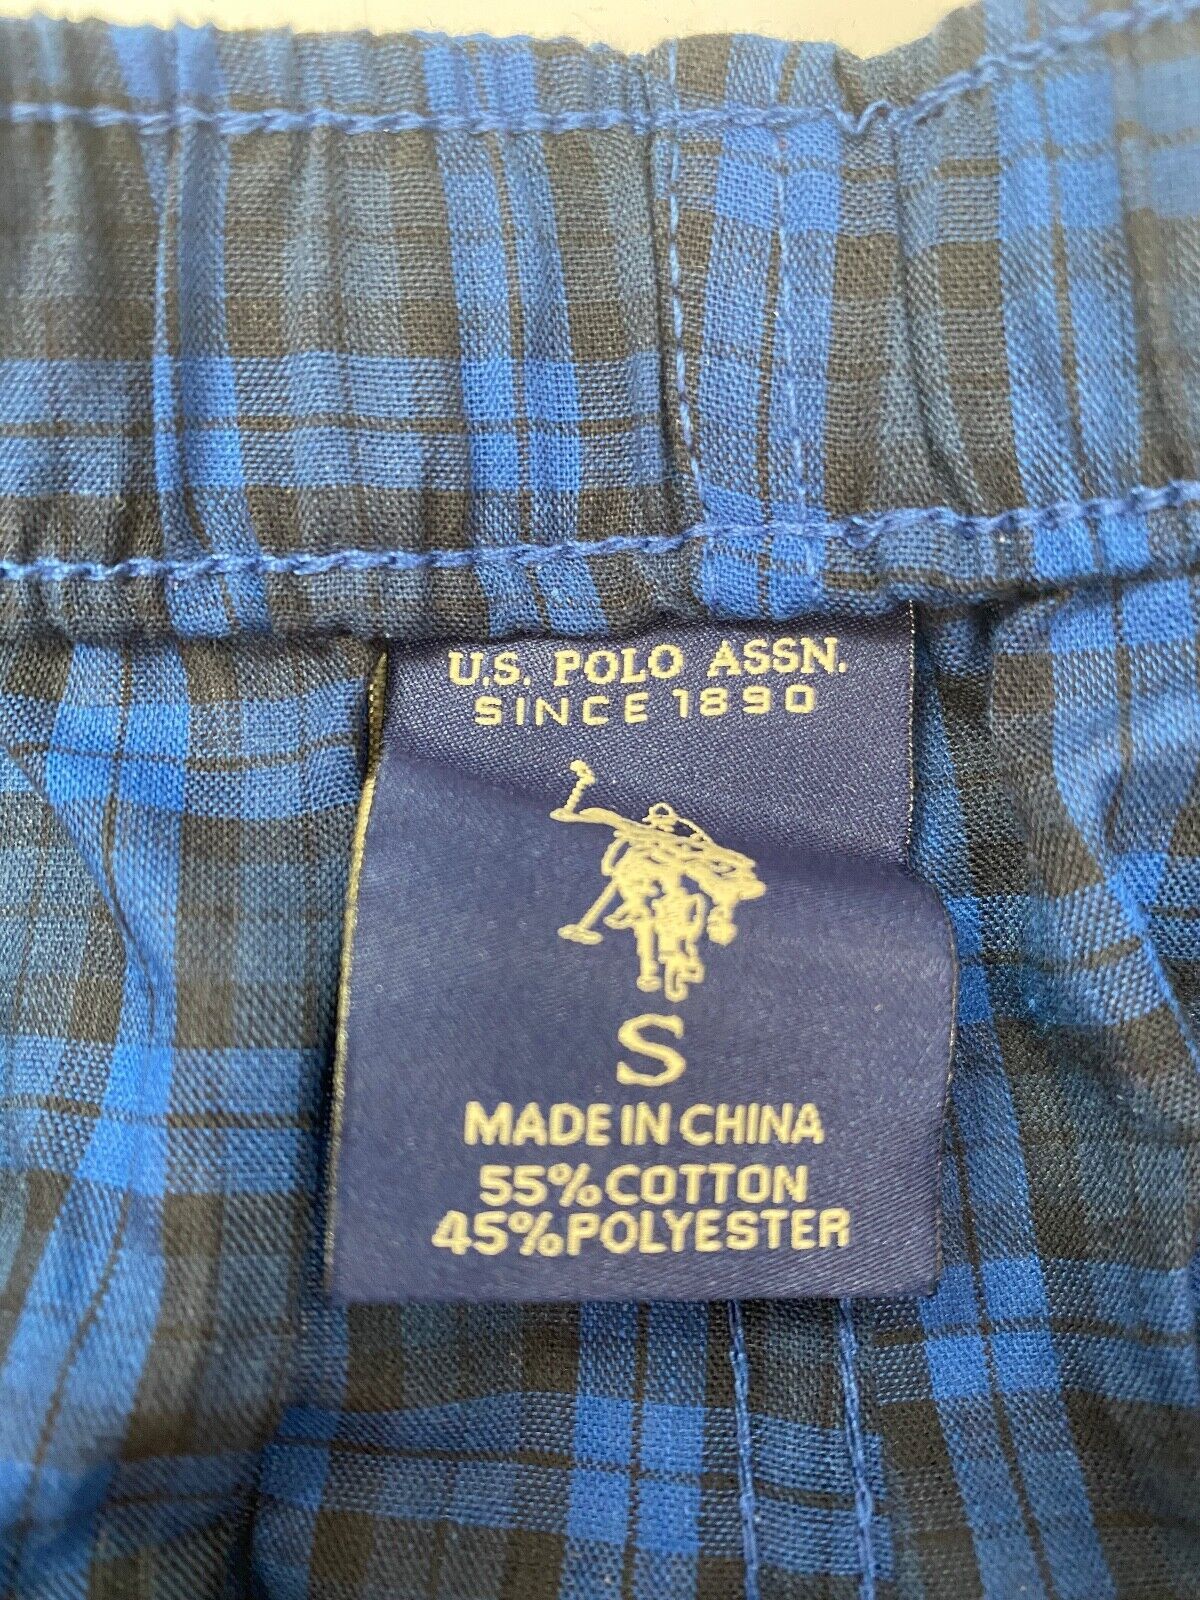 U.S. POLO ASSN.
SINCE 1890
S
MADE IN CHINA
55% COTTON
45% POLYESTER